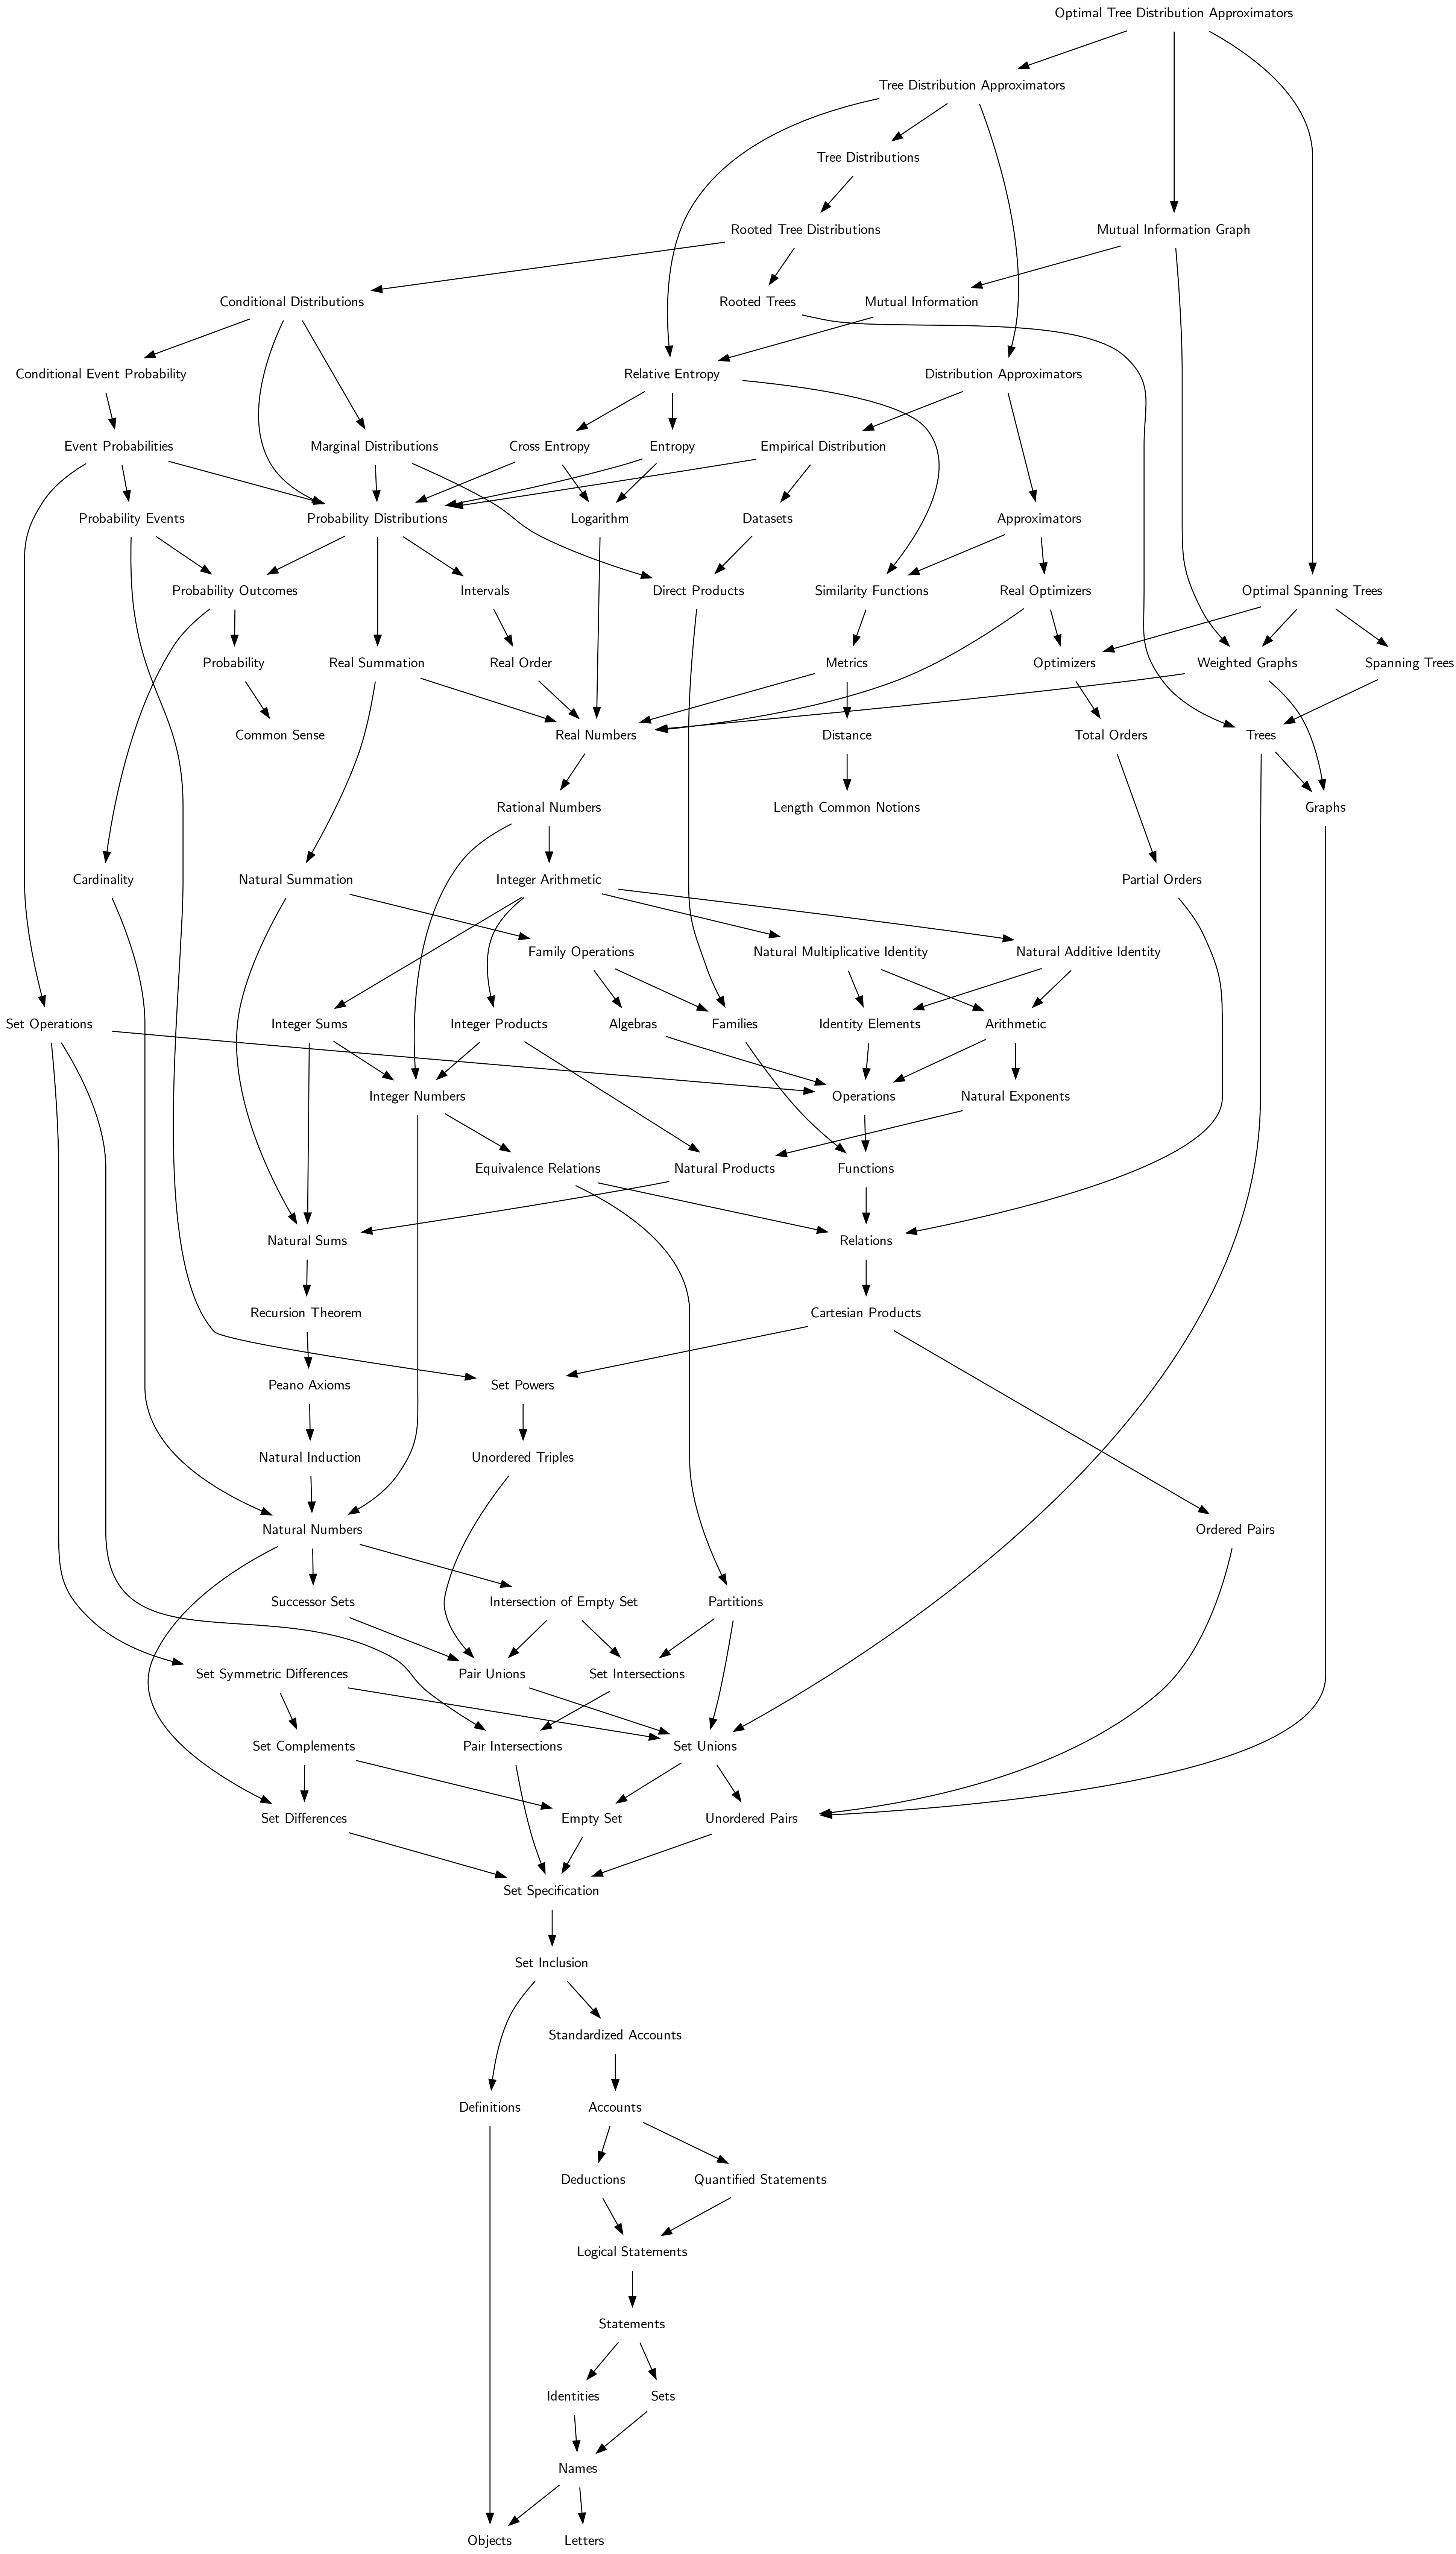 Optimal Tree Distribution Approximators
Tree Distribution Approximators
Tree Distributions
Rooted Tree Distributions
Mutual Information Graph
Conditional Distributions
Rooted Trees
Mutual Information
Conditional Event Probability
Relative Entropy
Distribution Approximators
Event Probabilities
Marginal Distributions
Cross Entropy
Entropy
Empirical Distribution
Probability Events
Probability Distributions
Logarithm
Datasets
Approximators
Probability Outcomes
Intervals
Direct Products
Similarity Functions
Real Optimizers
Optimal Spanning Trees
Probability
Real Summation
Real Order
Metrics
Optimizers
Weighted Graphs
Spanning Trees
Common Sense
Real Numbers
Distance
Total Orders
Trees
Rational Numbers
Length Common Notions
Graphs
Cardinality
Natural Summation
Integer Arithmetic
Partial Orders
Family Operations
Natural Multiplicative Identity
Natural Additive Identity
Set Operations
Integer Sums
Integer Products
Algebras
Families
Identity Elements
Arithmetic
Integer Numbers
Operations
Natural Exponents
Equivalence Relations
Natural Products
Functions
Natural Sums
Relations
Recursion Theorem
Cartesian Products
Peano Axioms
Set Powers
Natural Induction
Unordered Triples
Natural Numbers
Ordered Pairs
Successor Sets
Intersection of Empty Set
Partitions
Set Symmetric Differences
Pair Unions
Set Intersections
Set Complements
Pair Intersections
Set Unions
Set Differences
Empty Set
Unordered Pairs
Set Specification
Set Inclusion
Standardized Accounts
Definitions
Accounts
Deductions
Quantified Statements
Logical Statements
Statements
Identities
Sets
Names
Objects
Letters